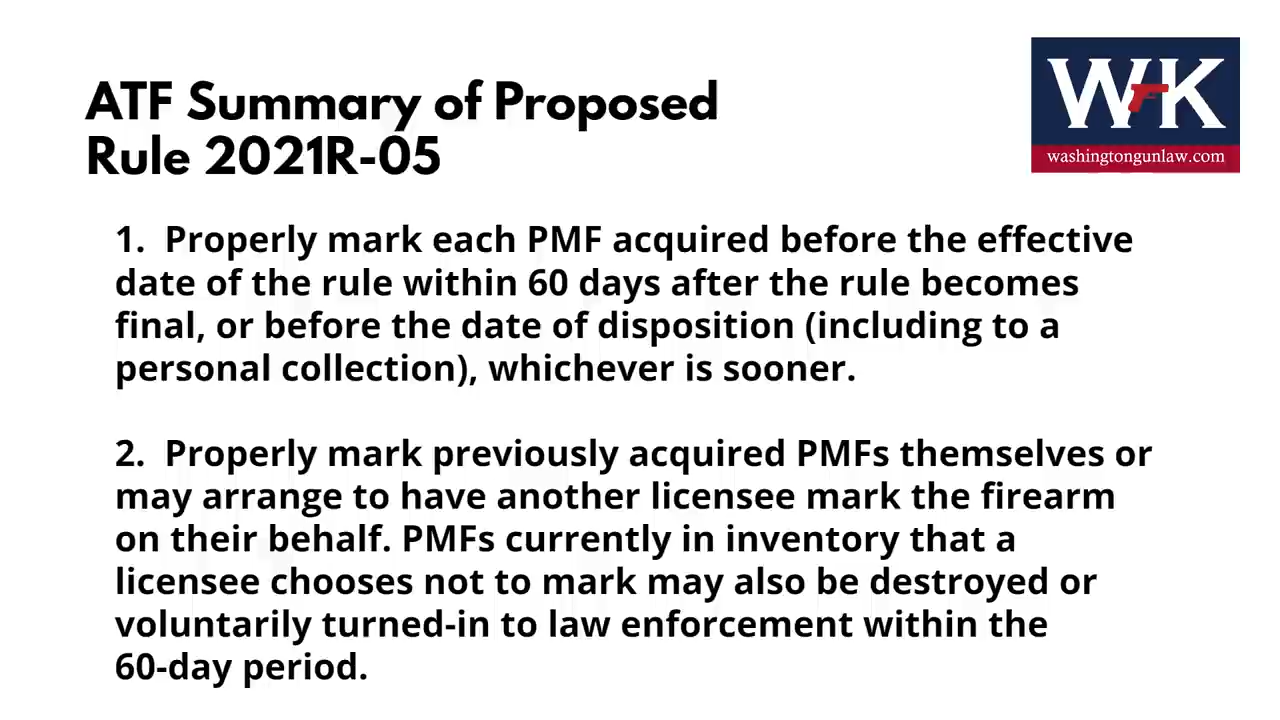 ATF Summary of Proposed
Rule 2021R-05
WK
washingtongunlaw.com
1.  Properly mark each PMF acquired before the effective
date of the rule within 60 days after the rule becomes
final, or before the date of disposition (including to a
personal collection), whichever is sooner.
2.  Properly mark previously acquired PMFs themselves or
may arrange to have another licensee mark the firearm
on their behalf. PMFs currently in inventory that a
licensee chooses not to mark may also be destroyed or
voluntarily turned-in to law enforcement within the
60-day period.